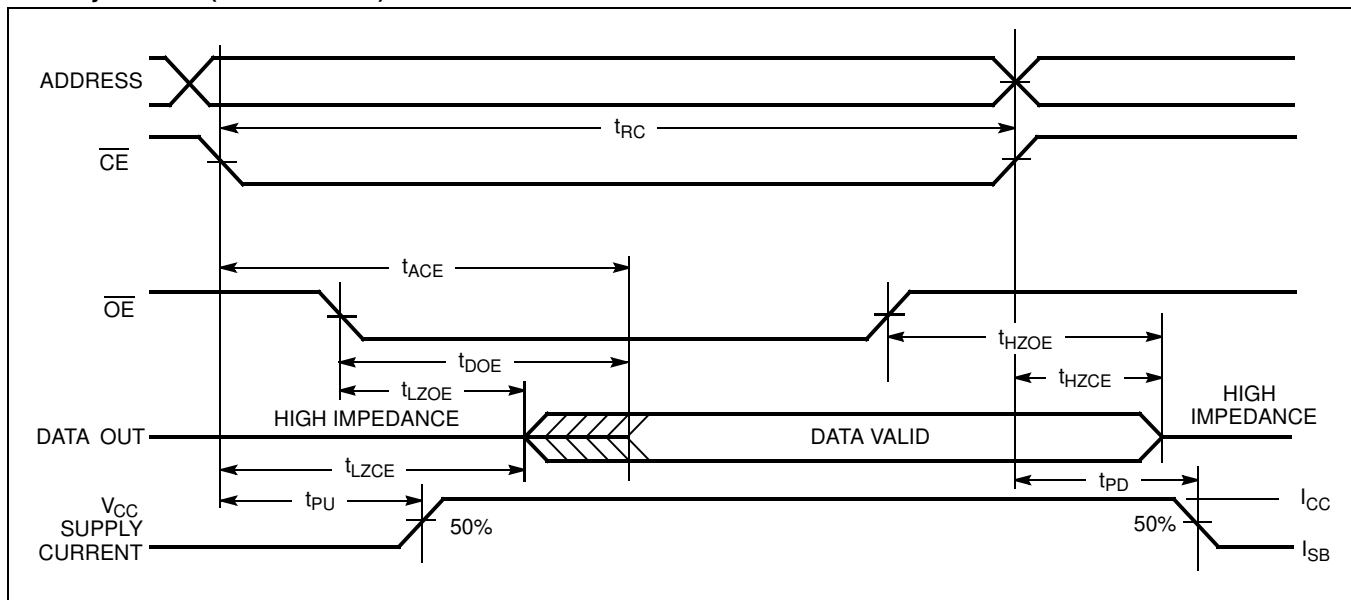 ADDRESS
tRC
CE
tACE
OE
tHZOE
tDOE
tLZOE
tHZCE
HIGH IMPEDANCE
HIGH
IMPEDANCE
DATA OUT
DATA VALID
tLZCE
tPD
tPU
VCC
SUPPLY
CURRENT
50%
50%
ICC
ISB